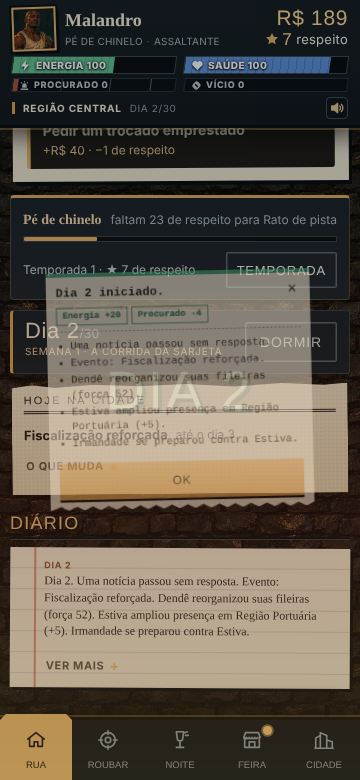 Malandro
PÉ DE CHINELO · ASSALTANTE
R$ 189
7 respeito
ENERGIA 100
SAÚDE 100
PROCURADO 0
VÍCIO 0
REGIÃO CENTRAL DIA 2/30
Pedir um trocado emprestado
+R$ 40 · −1 de respeito
Pé de chinelo faltam 23 de respeito para Rato de pista
Temporada 1 · ★ 7 de respeito
TEMPORADA
Dia 2 iniciado.
×
Energia +20
Procurado -4
Dia 2/30
SEMANA 1 · A CORRIDA DA SARJETA
DORMIR
• Uma notícia passou sem resposta.
• Evento: Fiscalização reforçada.
• Dendê reorganizou suas fileiras
(força 52).
• Estiva ampliou presença em Região
Portuária (+5).
• Irmandade se preparou contra Estiva.
DIA 2
HOJE NA CIDADE
Fiscalização reforçada até o dia 3
O QUE MUDA +
OK
DIÁRIO
DIA 2
Dia 2. Uma notícia passou sem resposta. Evento:
Fiscalização reforçada. Dendê reorganizou suas fileiras
(força 52). Estiva ampliou presença em Região Portuária
(+5). Irmandade se preparou contra Estiva.
VER MAIS +
RUA
ROUBAR
NOITE
FEIRA
CIDADE